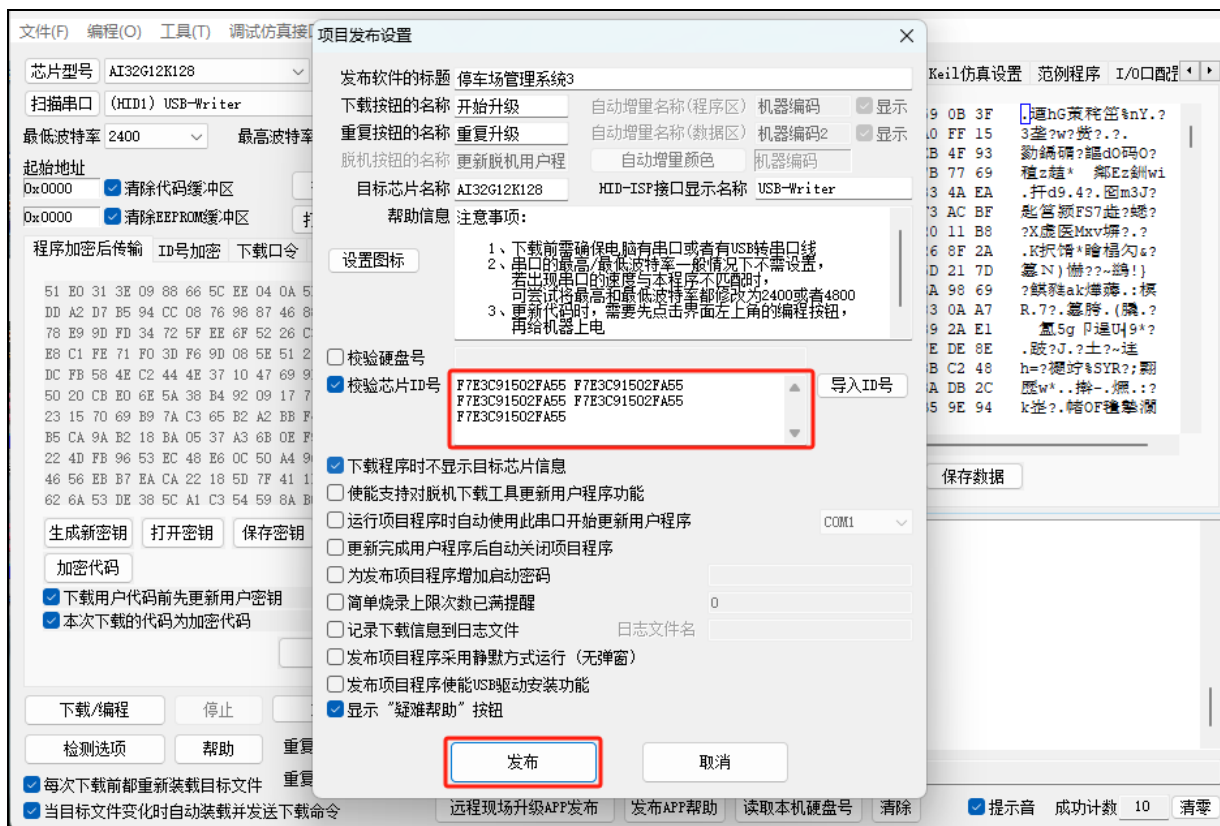 文件(F) 编程(O) 工具(T) 调试仿真接
项目发布设置
芯片型号 AI32G12K128
扫描串口 (HID1) USB-Writer
最低波特率 2400 最高波特率
起始地址
0x0000 清除代码缓冲区
0x0000 清除EEPROM缓冲区
程序加密后传输 ID号加密 下载口令
51 E0 31 3E 09 88 66 5C EE 04 0A
DD A2 D7 B5 94 CC 08 76 98 87 46
78 E9 9D FD 34 72 5F EE 6F 52 26
E8 C1 FE 71 F0 3D F6 9D 08 5E 51
DC FB 58 4E C2 44 4E 37 10 47 69
50 20 CB E0 6E 5A 38 B4 92 09 17
23 15 70 69 B9 7A C3 65 B2 A2 BB
B5 CA 9A B2 18 BA 05 37 A3 6B 0E
22 4D FB 96 53 EC 48 E6 0C 50 A4
46 56 EB B7 EA CA 22 18 5D 7F 41
62 6A 53 DE 38 5C A1 C3 54 59 8A
生成新密钥 打开密钥 保存密钥
加密代码
下载用户代码前先更新用户密钥
本次下载的代码为加密代码
下载/编程 停止
检测选项 帮助 重复
每次下载前都重新装载目标文件 重复
当目标文件变化时自动装载并发送下载命令
发布软件的标题 停车场管理系统3
下载按钮的名称 开始升级 自动增量名称(程序区) 机器编码 显示
重复按钮的名称 重复升级 自动增量名称(数据区) 机器编码2 显示
脱机按钮的名称 更新脱机用户程 自动增量颜色 机器编码
目标芯片名称 AI32G12K128 HID-ISP接口显示名称 USB-Writer
帮助信息 注意事项:
设置图标
1、下载前需确保电脑有串口或者有USB转串口线
2、串口的最高/最低波特率一般情况下不需设置,
若出现串口的速度与本程序不匹配时,
可尝试将最高和最低波特率都修改为2400或者4800
3、更新代码时,需要先点击界面左上角的编程按钮,
再给机器上电
校验硬盘号
校验芯片ID号 F7E3C91502FA55 F7E3C91502FA55
F7E3C91502FA55 F7E3C91502FA55
F7E3C91502FA55
导入ID号
下载程序时不显示目标芯片信息
使能支持对脱机下载工具更新用户程序功能
运行项目程序时自动使用此串口开始更新用户程序 COM1
更新完成用户程序后自动关闭项目程序
为发布项目程序增加启动密码
简单烧录上限次数已满提醒 0
记录下载信息到日志文件 日志文件名
发布项目程序采用静默方式运行 (无弹窗)
发布项目程序使能USB驱动安装功能
显示 "疑难帮助" 按钮
发布 取消
Keil仿真设置 范例程序 I/O口配
0B 3F
FF 15
4F 93
77 69
4A EA
AC BF
11 B8
8F 2A
21 7D
98 69
0A A7
2A E1
DE 8E
C2 48
DB 2C
9E 94
保存数据
远程现场升级APP发布 发布APP帮助 读取本机硬盘号 清除
提示音 成功计数 10 清零